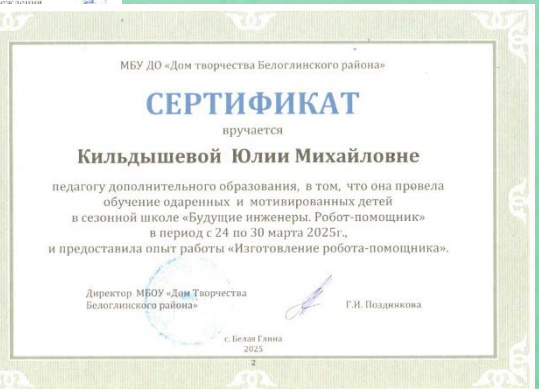 МБУ ДО «Дом творчества Белоглинского района»
СЕРТИФИКАТ
вручается
Кильдышевой Юлии Михайловне
педагогу дополнительного образования, в том, что она провела
обучение одаренных и мотивированных детей
в сезонной школе «Будущие инженеры. Робот-помощник»
в период с 24 по 30 марта 2025г.,
и предоставила опыт работы «Изготовление робота-помощника».
Директор МБОУ «Дом Творчества
Белоглинского района»
Г.И. Позднякова
с. Белая Глина
2025
2